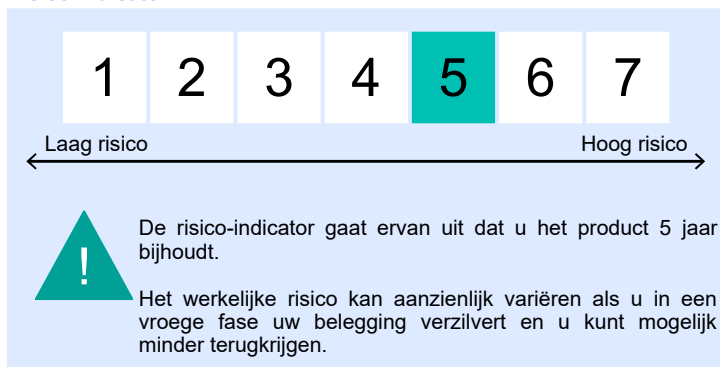 1 2 3 4 5 6 7
Laag risico Hoog risico
!
De risico-indicator gaat ervan uit dat u het product 5 jaar
bijhoudt.
Het werkelijke risico kan aanzienlijk variëren als u in een
vroege fase uw belegging verzilvert en u kunt mogelijk
minder terugkrijgen.